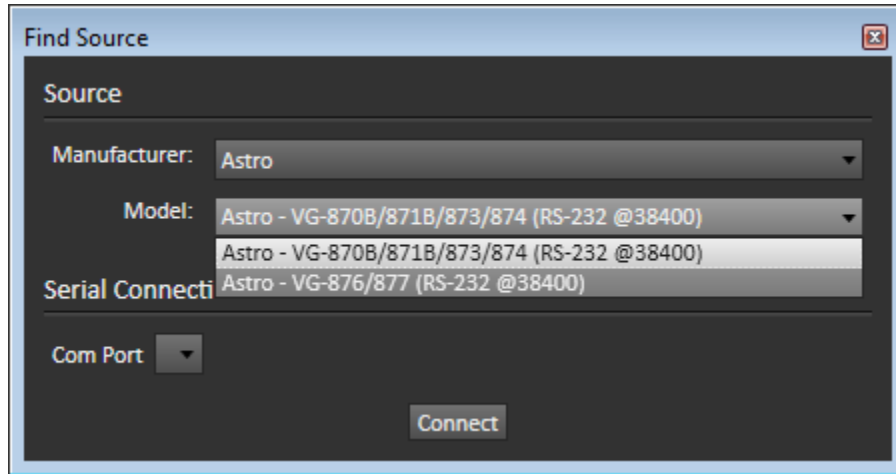 Find Source
Source
Manufacturer: Astro
Model: Astro - VG-870B/871B/873/874 (RS-232 @38400)
Astro - VG-870B/871B/873/874 (RS-232 @38400)
Serial Connecti Astro - VG-876/877 (RS-232 @38400)
Com Port
Connect